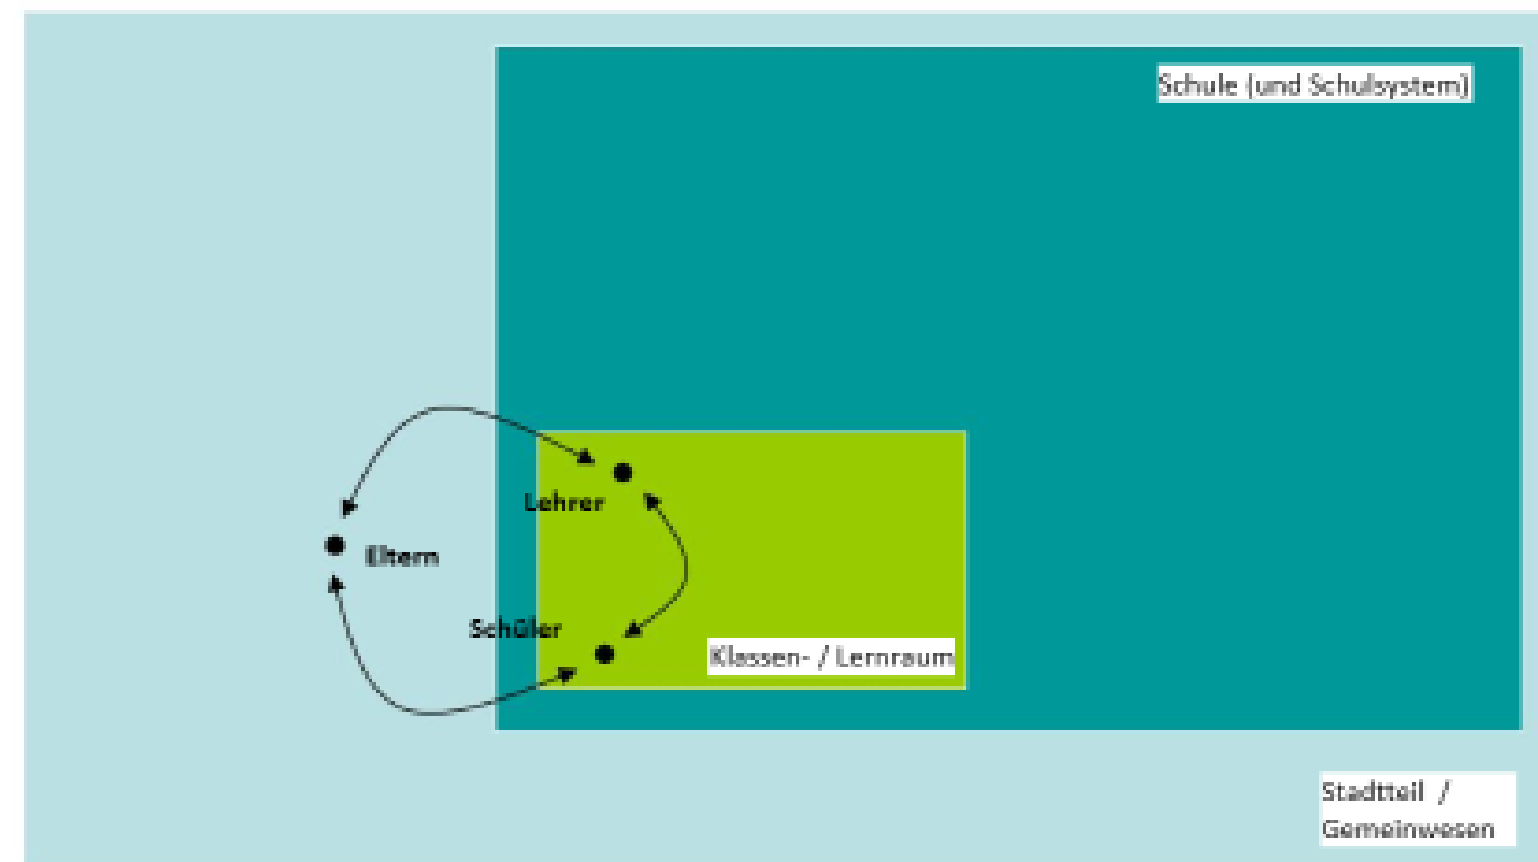 Schule (und Schulsystem)
Lehrer
Eltern
Schüler
Klassen- / Lernraum
Stadtteil /
Gemeinwesen